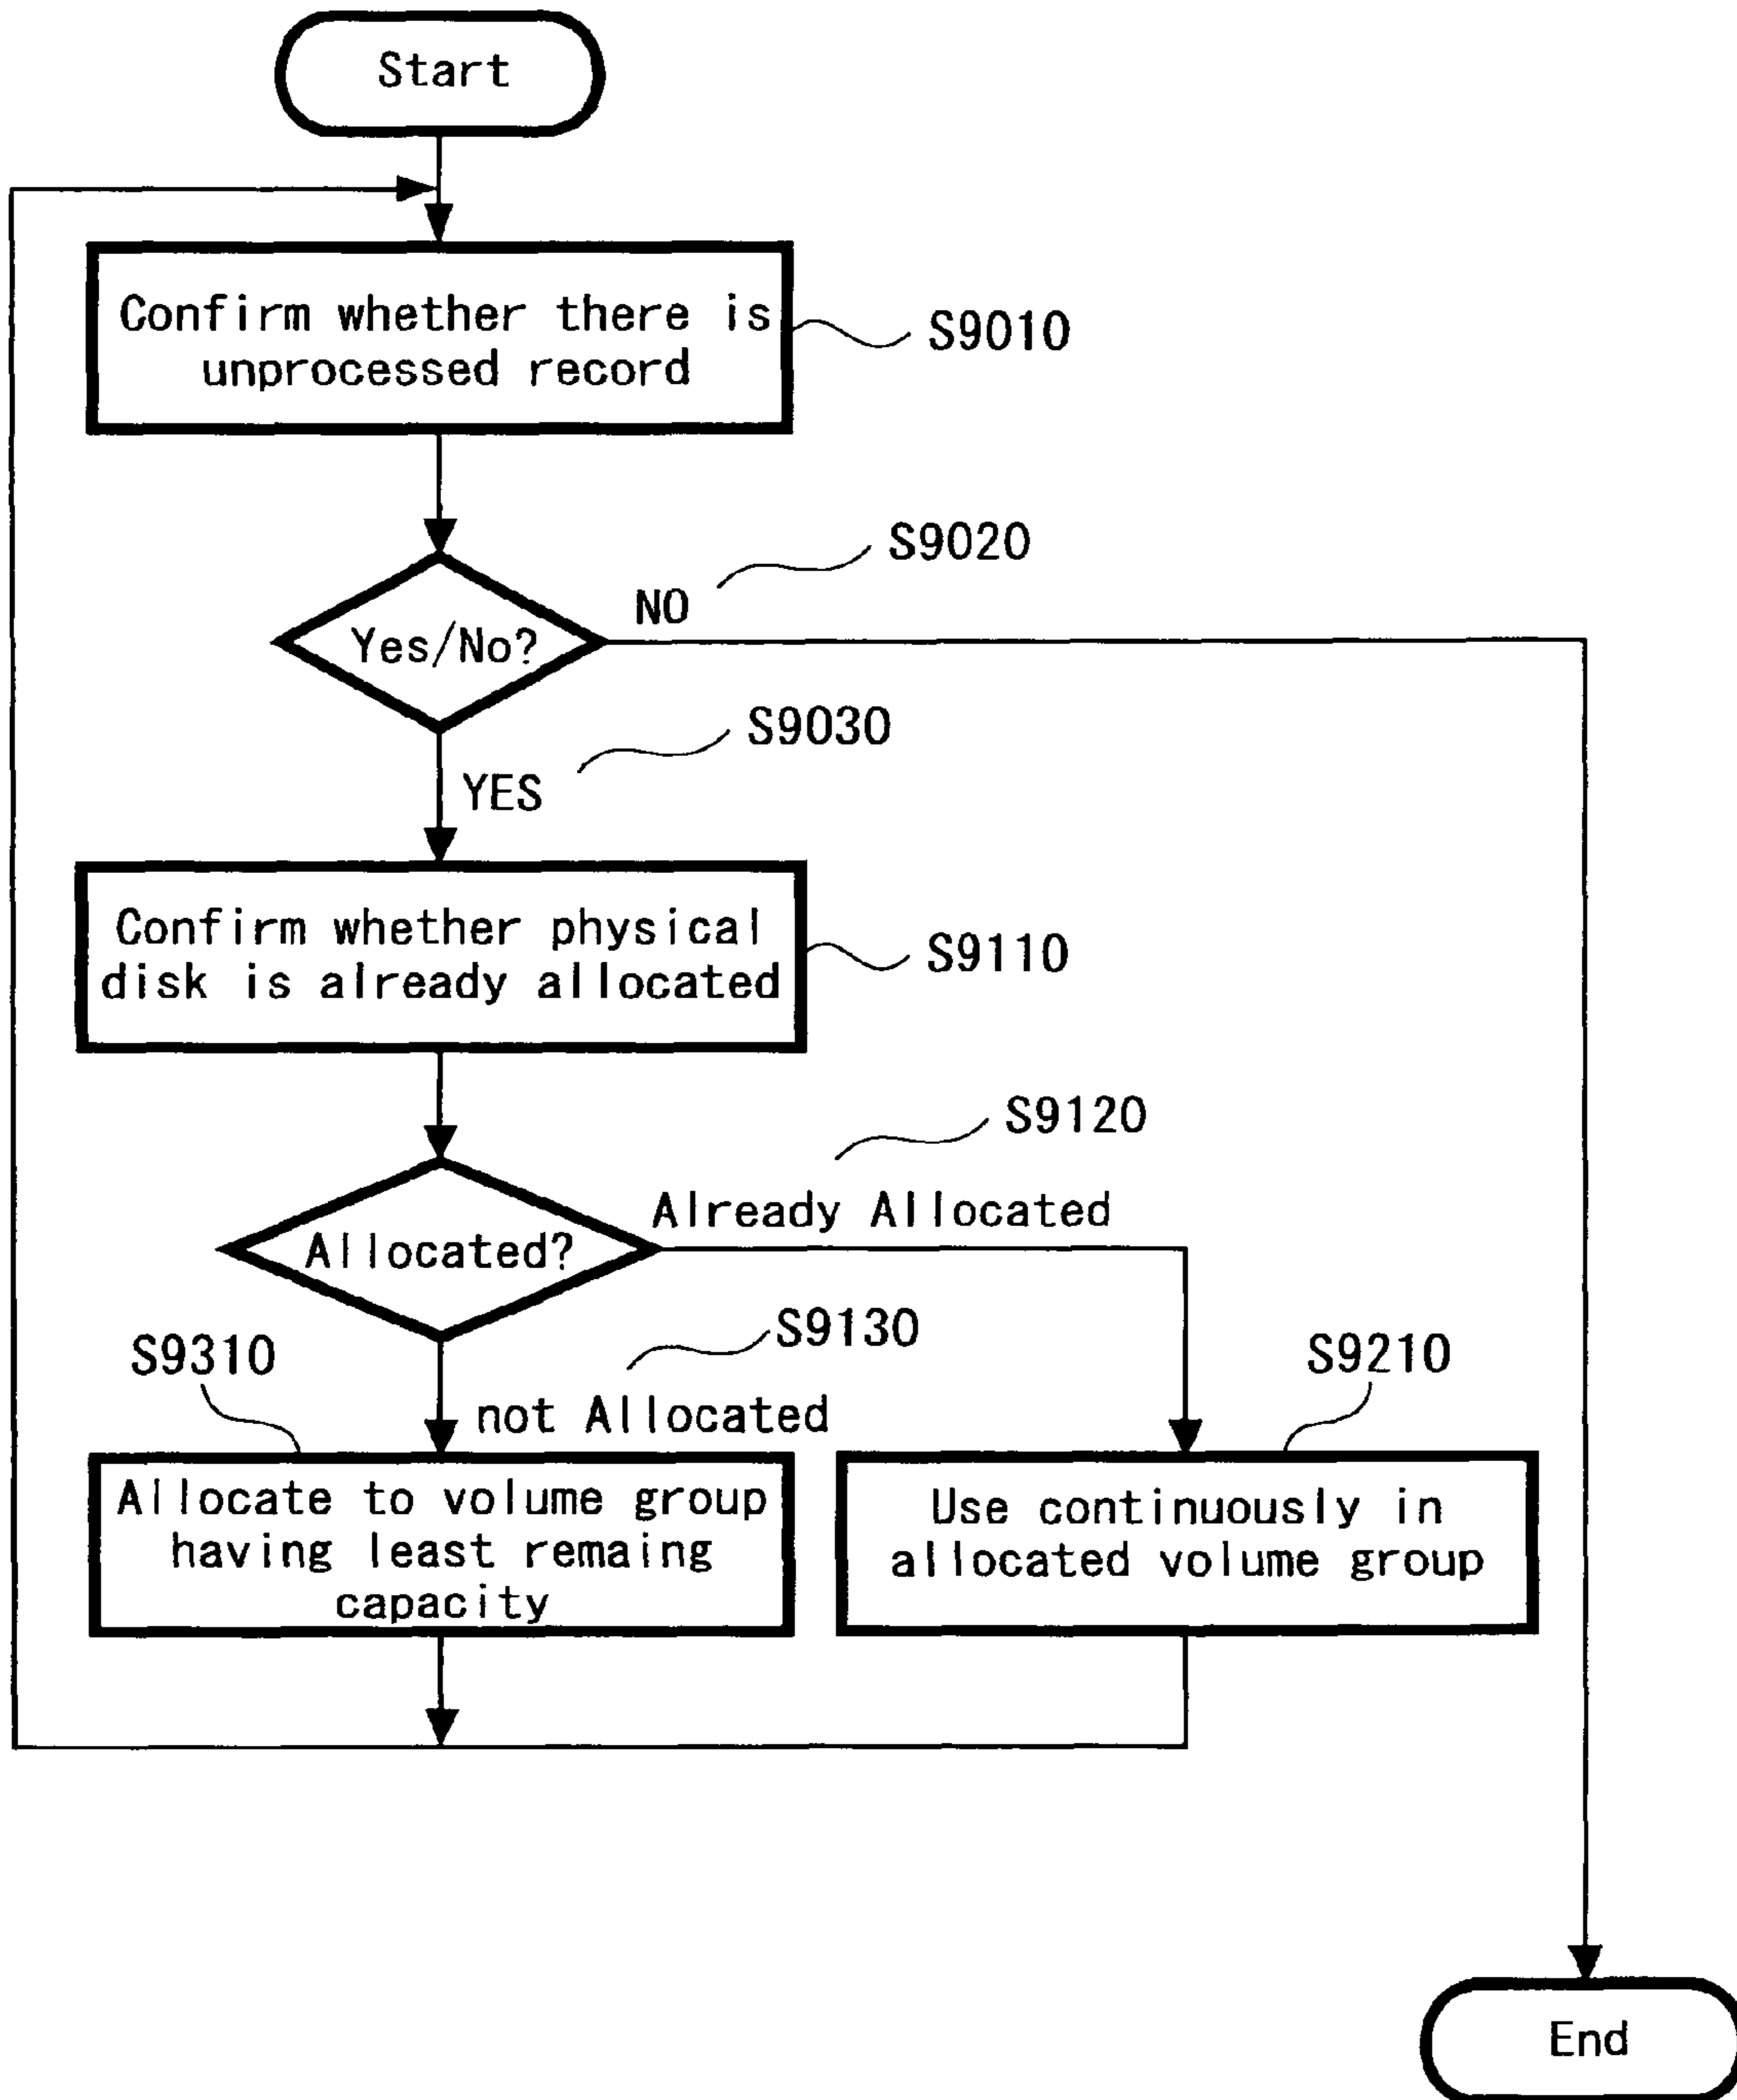 Start
Confirm whether there is
unprocessed record
S9010
S9020
NO
Yes/No?
S9030
YES
Confirm whether physical
disk is already allocated
S9110
S9120
Already Allocated
Allocated?
S9130
S9310
S9210
not Allocated
Allocate to volume group
having least remaing
capacity
Use continuously in
allocated volume group
End